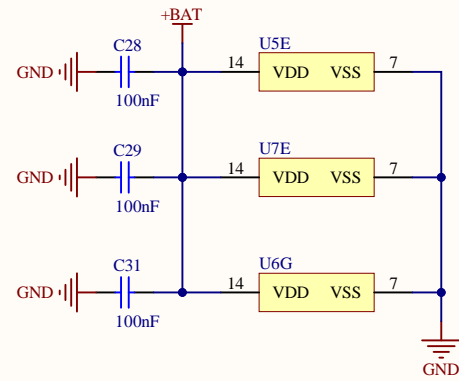 +BAT
C28
U5E
GND
14
VDD
VSS
7
100nF
C29
U7E
GND
14
VDD
VSS
7
100nF
C31
U6G
GND
14
VDD
VSS
7
100nF
GND